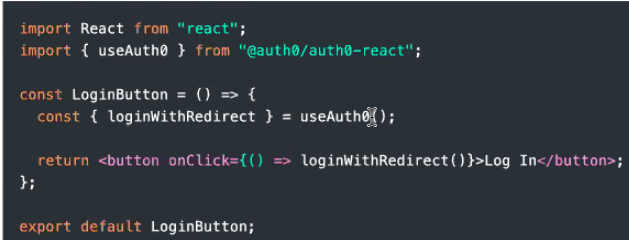 import React from "react";
import { useAuth0 } from "@auth0/auth0-react";
const LoginButton = () => {
const { loginWithRedirect } = useAuth0();
return <button onClick={() => loginWithRedirect()}>Log In</button>;
};
export default LoginButton;